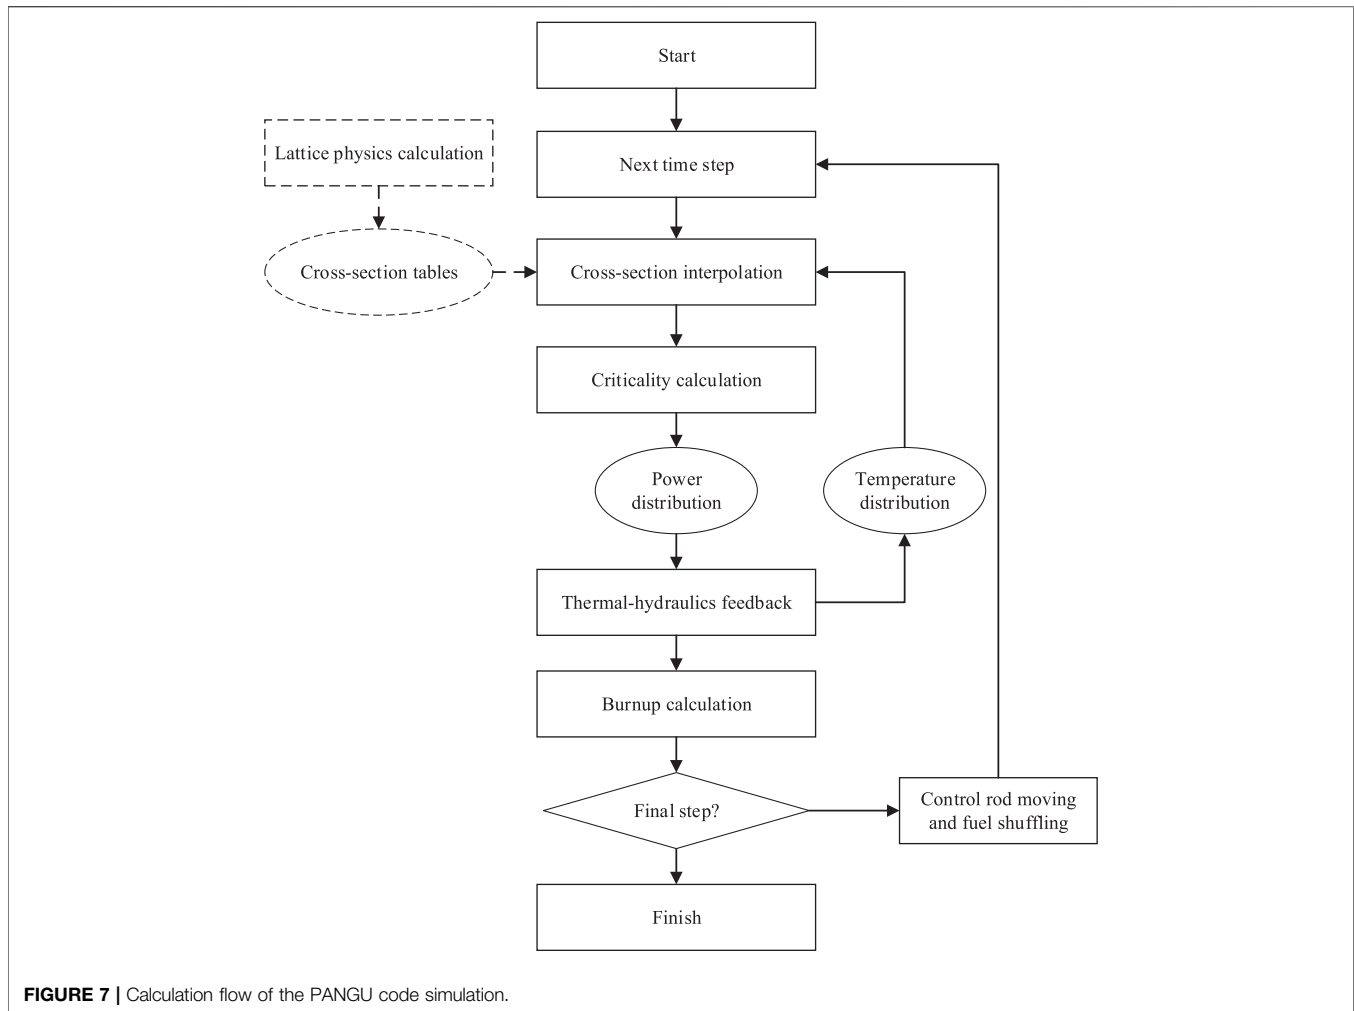 Start
Lattice physics calculation
Next time step
Cross-section tables
Cross-section interpolation
Criticality calculation
Power
distribution
Temperature
distribution
Thermal-hydraulics feedback
Burnup calculation
Final step?
Control rod moving
and fuel shuffling
Finish
FIGURE 7 | Calculation flow of the PANGU code simulation.